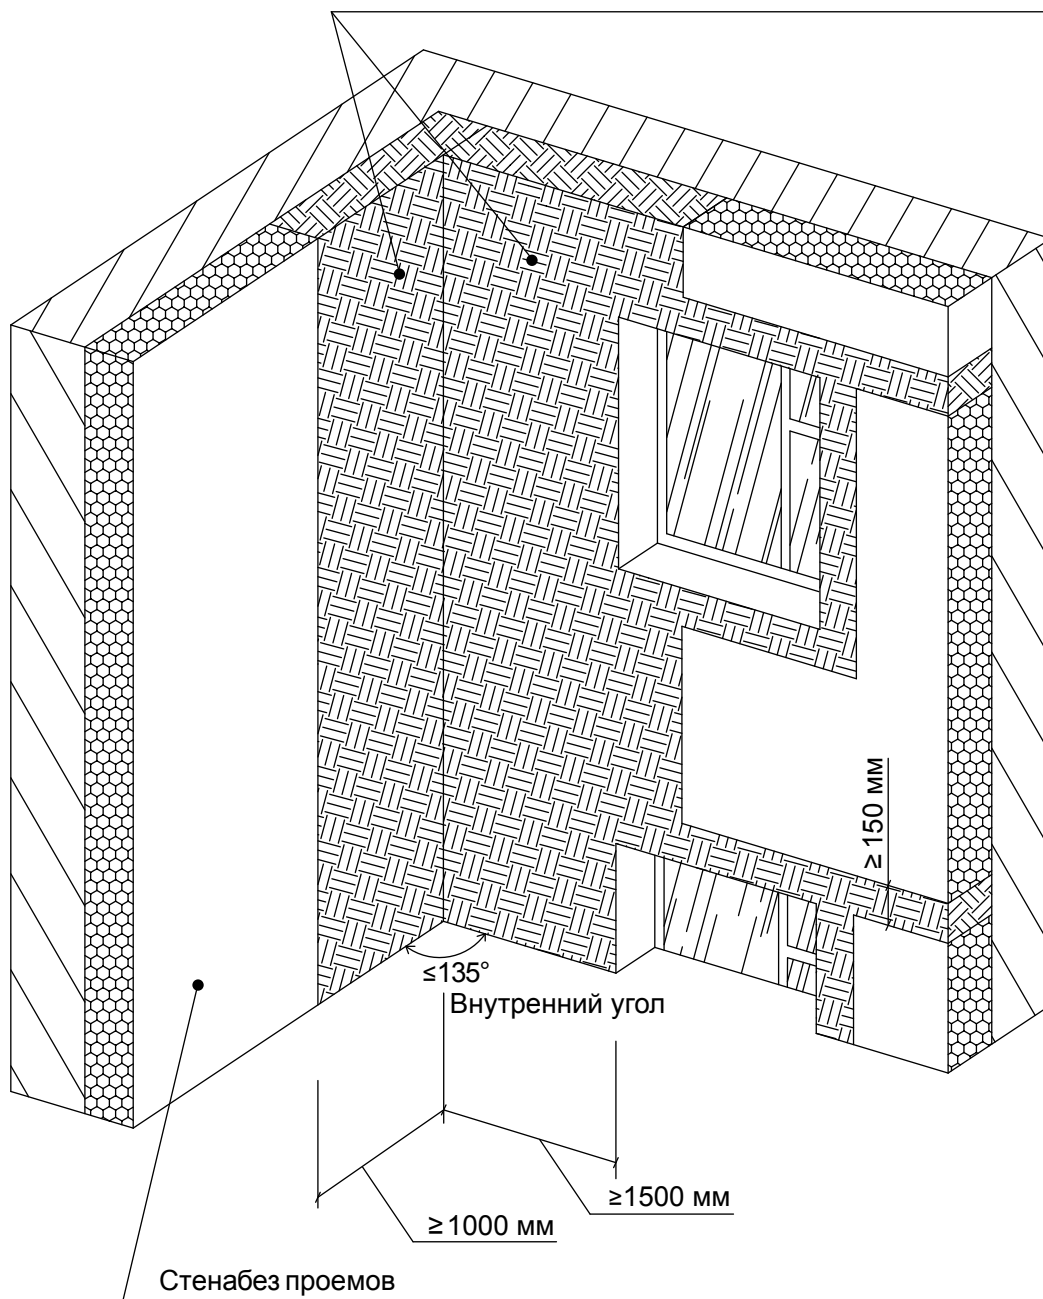 ≥150 мм
≤135°
Внутренний угол
≥1500 мм
≥1000 мм
Стенабез проемов